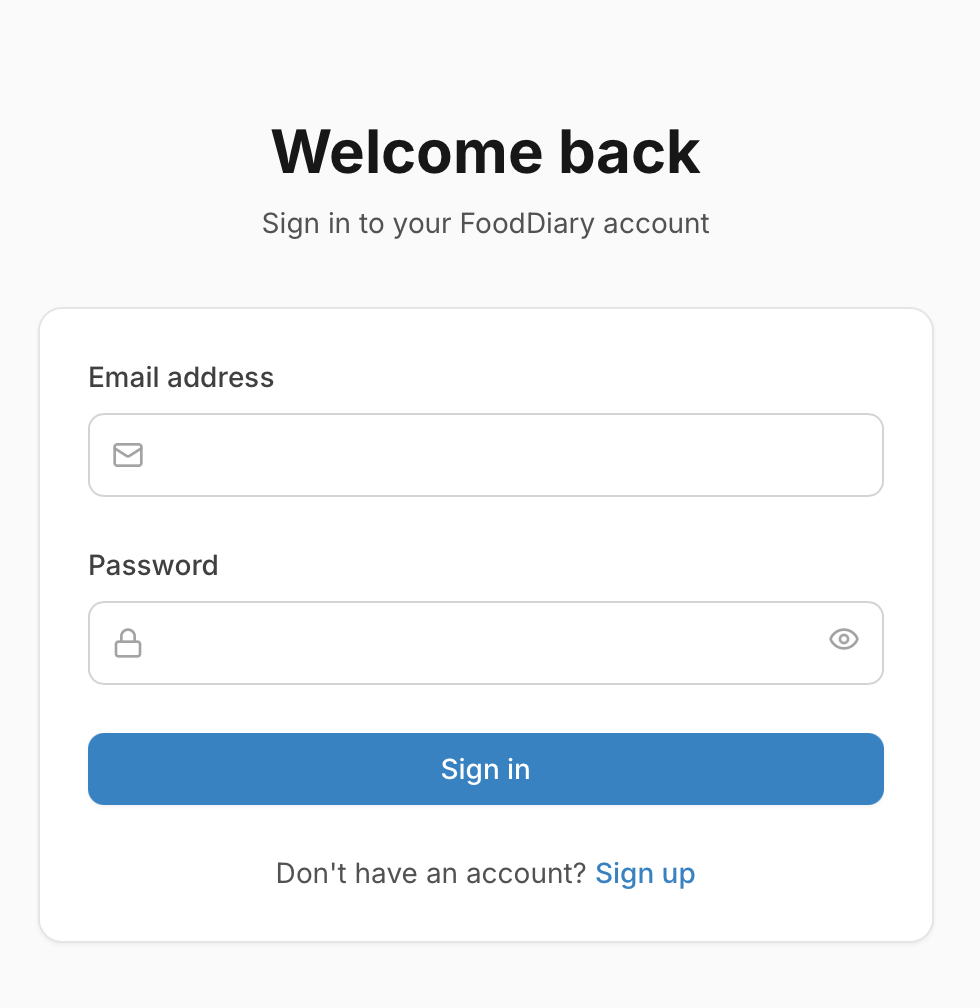 Welcome back
Sign in to your FoodDiary account
Email address
Password
Sign in
Don't have an account? Sign up